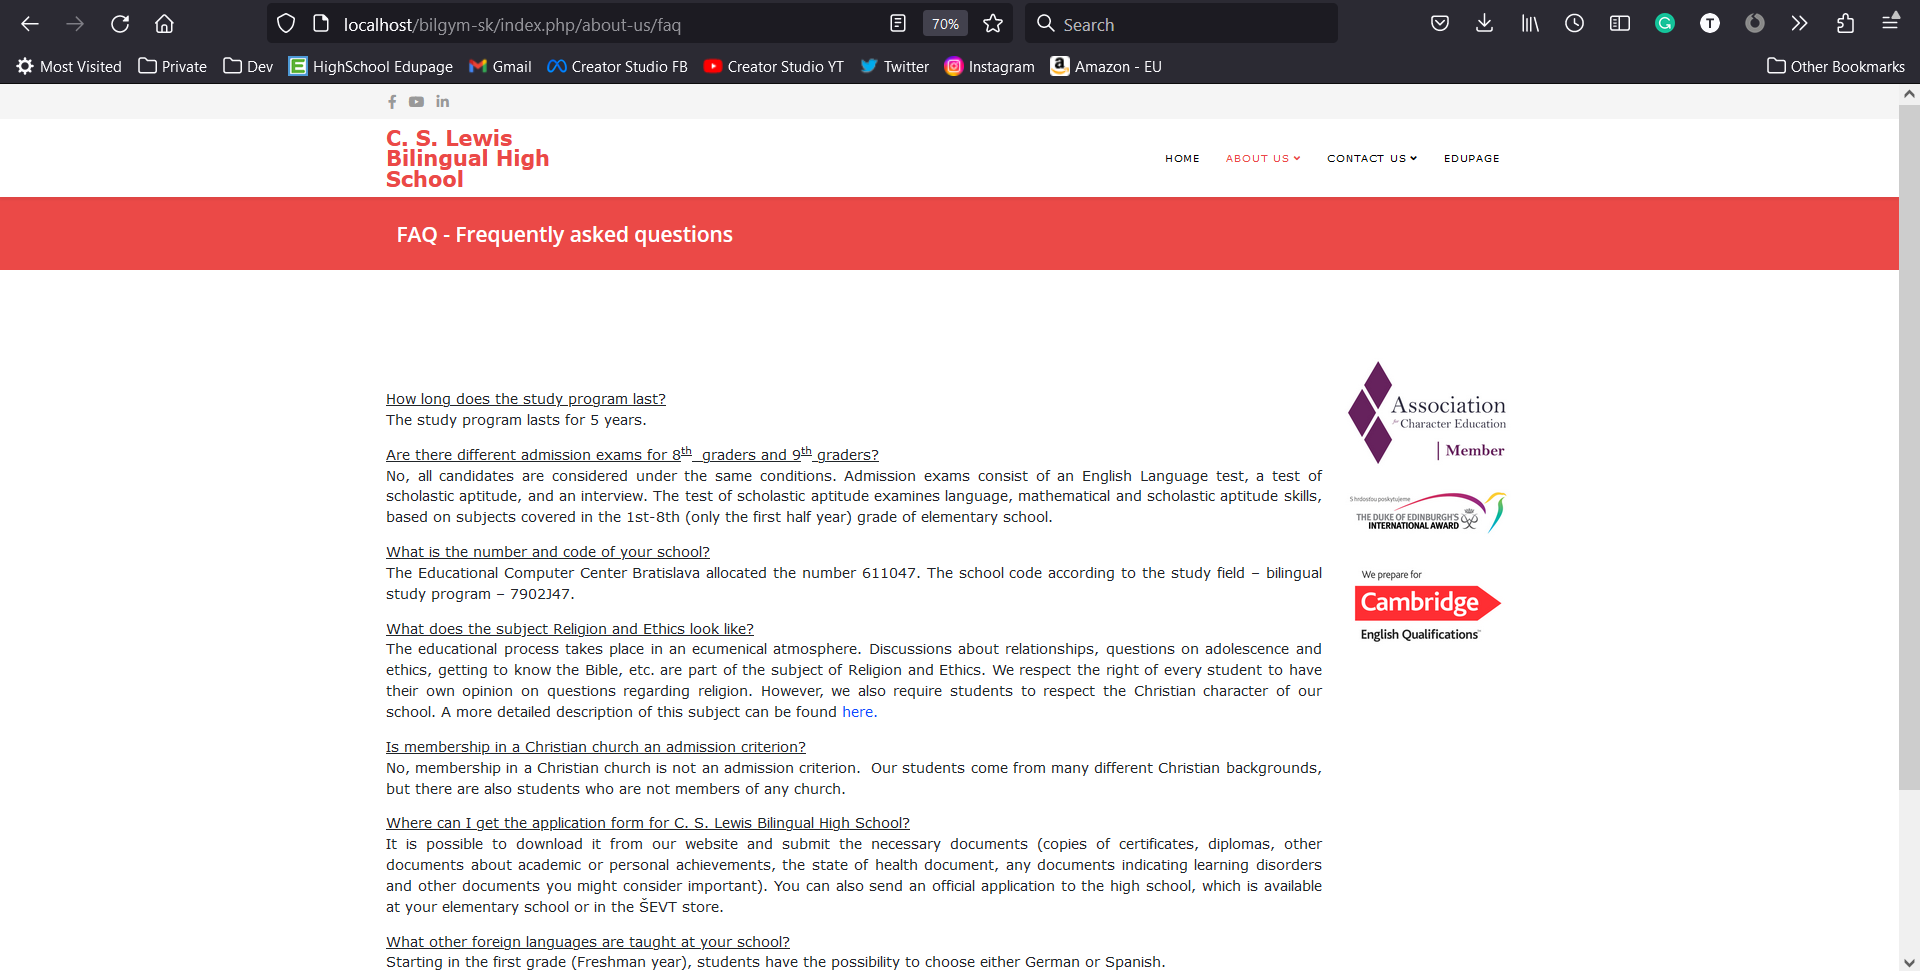 localhost/bilgym-sk/index.php/about-us/faq
70%
Search
Most Visited
Private
Dev
HighSchool Edupage
Gmail
Creator Studio FB
Creator Studio YT
Twitter
Instagram
Amazon - EU
Other Bookmarks
C. S. Lewis
Bilingual High
School
HOME
ABOUT US
CONTACT US
EDUPAGE
FAQ - Frequently asked questions
How long does the study program last?
The study program lasts for 5 years.
Are there different admission exams for 8th  graders and 9th graders?
No, all candidates are considered under the same conditions. Admission exams consist of an English Language test, a test of
scholastic aptitude, and an interview. The test of scholastic aptitude examines language, mathematical and scholastic aptitude skills,
based on subjects covered in the 1st-8th (only the first half year) grade of elementary school.
What is the number and code of your school?
The Educational Computer Center Bratislava allocated the number 611047. The school code according to the study field – bilingual
study program – 7902J47.
What does the subject Religion and Ethics look like?
The educational process takes place in an ecumenical atmosphere. Discussions about relationships, questions on adolescence and
ethics, getting to know the Bible, etc. are part of the subject of Religion and Ethics. We respect the right of every student to have
their own opinion on questions regarding religion. However, we also require students to respect the Christian character of our
school. A more detailed description of this subject can be found here.
Is membership in a Christian church an admission criterion?
No, membership in a Christian church is not an admission criterion.  Our students come from many different Christian backgrounds,
but there are also students who are not members of any church.
Where can I get the application form for C. S. Lewis Bilingual High School?
It is possible to download it from our website and submit the necessary documents (copies of certificates, diplomas, other
documents about academic or personal achievements, the state of health document, any documents indicating learning disorders
and other documents you might consider important). You can also send an official application to the high school, which is available
at your elementary school or in the ŠEVT store.
What other foreign languages are taught at your school?
Starting in the first grade (Freshman year), students have the possibility to choose either German or Spanish.
Association
for Character Education
Member
S hrdosťou poskytujeme
THE DUKE OF EDINBURGH'S
INTERNATIONAL AWARD
We prepare for
Cambridge
English Qualifications™